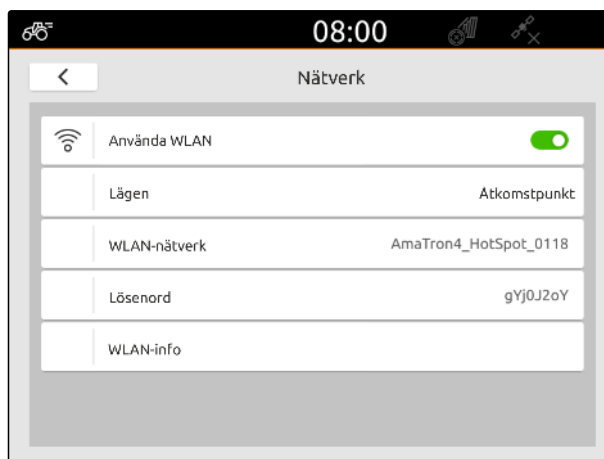 08:00
Nätverk
Använda WLAN
Lägen Åtkomstpunkt
WLAN-nätverk AmaTron4_HotSpot_0118
Lösenord gYj0J2oY
WLAN-info